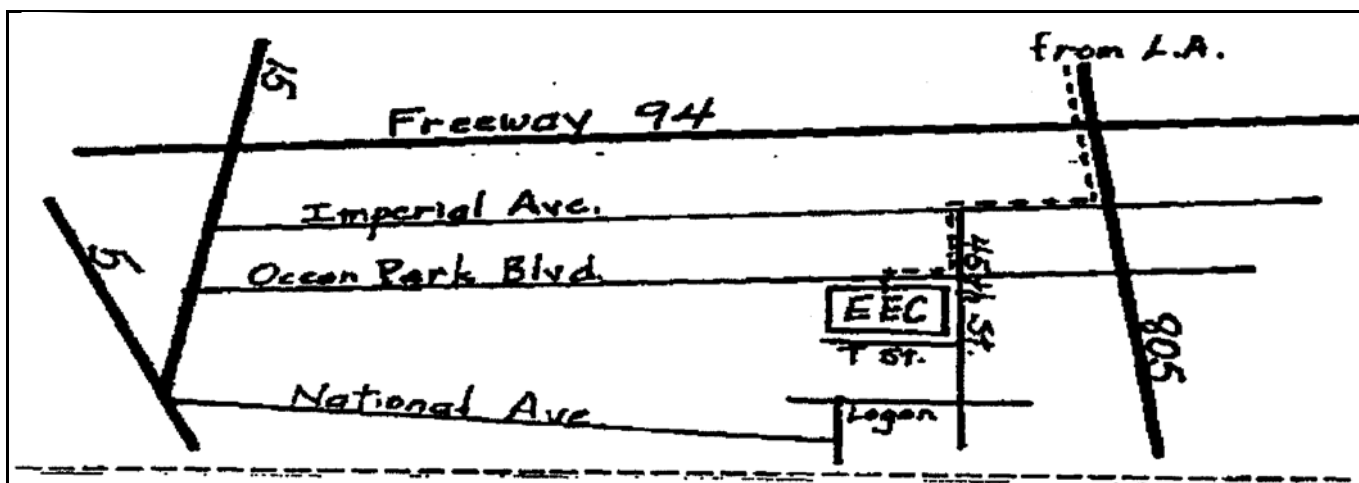 from L.A.
15
Freeway 94
Imperial Ave.
5
Ocean Park Blvd.
45th St.
EEC
T St.
805
National Ave
Logan